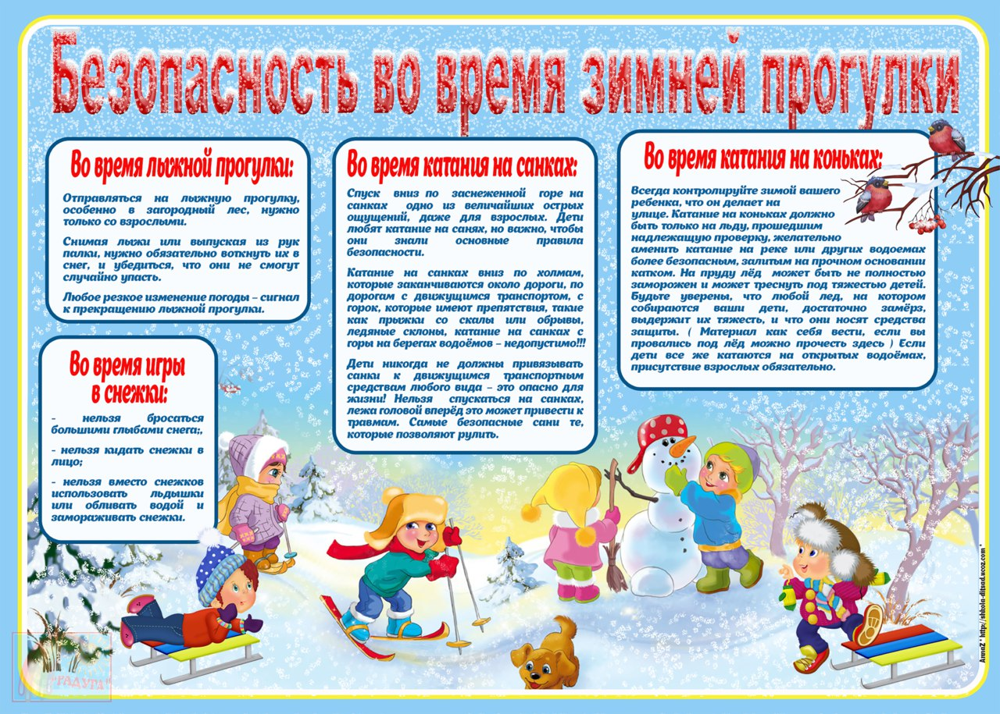 Безопасность во время зимней прогулки
Во время лыжной прогулки:
Отправляться на лыжную прогулку,
особенно в загородный лес, нужно
только со взрослыми.
Снимая лыжи или выпуская из рук
палки, нужно обязательно воткнуть их в
снег, и убедиться, что они не смогут
случайно упасть.
Любое резкое изменение погоды – сигнал
к прекращению лыжной прогулки.
Во время игры
в снежки:
- нельзя бросаться
большими глыбами снега;,
- нельзя кидать снежки в
лицо;
- нельзя вместо снежков
использовать льдышки
или обливать водой и
замораживать снежки.
Во время катания на санках:
Спуск вниз по заснеженной горе на
санках одно из величайших острых
ощущений, даже для взрослых. Дети
любят катание на санях, но важно, чтобы
они знали основные правила
безопасности.
Катание на санках вниз по холмам,
которые заканчиваются около дороги, по
дорогам с движущимся транспортом, с
горок, которые имеют препятствия, такие
как прыжки со скалы или обрывы,
ледяные склоны, катание на санках с
горы на берегах водоёмов – недопустимо!!!
Дети никогда не должны привязывать
санки к движущимся транспортным
средствам любого вида – это опасно для
жизни! Нельзя спускаться на санках,
лежа головой вперёд это может привести к
травмам. Самые безопасные сани те,
которые позволяют рулить.
Во время катания на коньках:
Всегда контролируйте зимой вашего
ребенка, что он делает на
улице. Катание на коньках должно
быть только на льду, прошедшим
надлежащую проверку, желательно
аменить катание на реке или других водоемах
более безопасным, залитым на прочном основании
катком. На пруду лёд может быть не полностью
заморожен и может треснуть под тяжестью детей.
Будьте уверены, что любой лед, на котором
собираются ваши дети, достаточно замёрз,
выдержит их тяжесть, и что они носят средства
защиты. ( Материал как себя вести, если вы
провались под лёд можно прочесть здесь ) Если
дети все же катаются на открытых водоёмах,
присутствие взрослых обязательно.
AnnaZ * http://shkola-ditsad.ucoz.com *
"РАДУГА"